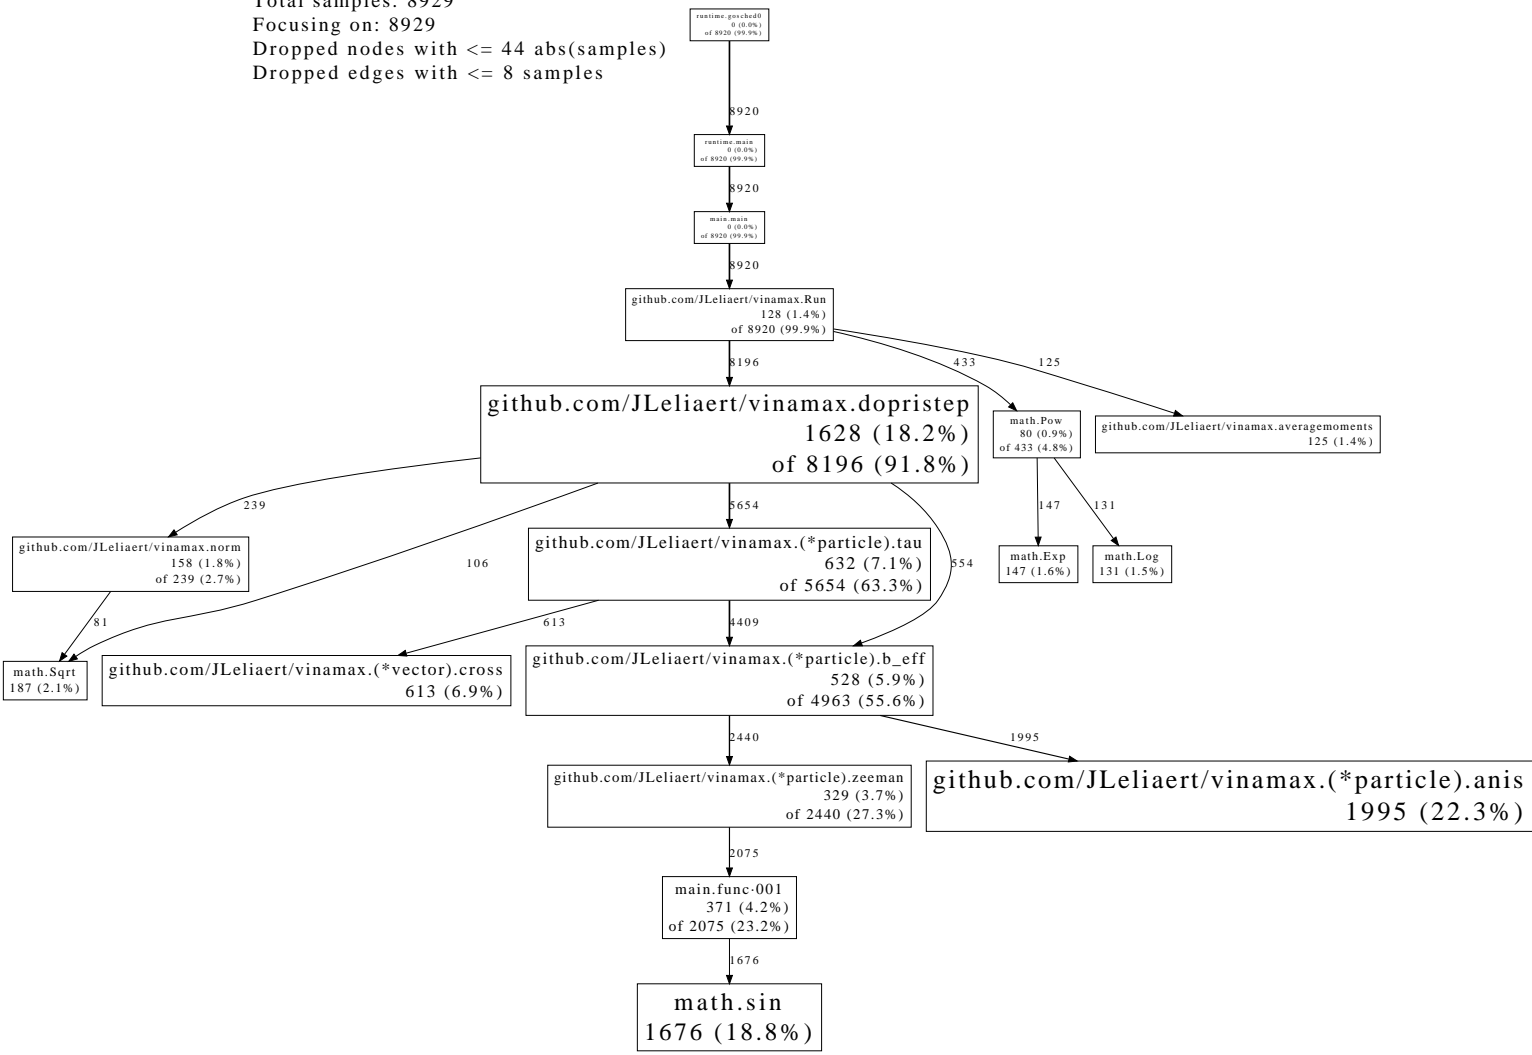 Total samples: 8929
Focusing on: 8929
Dropped nodes with <= 44 abs(samples)
Dropped edges with <= 8 samples
runtime.gosched0
0 (0.0%)
of 8920 (99.9%)
8920
runtime.main
0 (0.0%)
of 8920 (99.9%)
8920
main.main
0 (0.0%)
of 8920 (99.9%)
8920
github.com/JLeliaert/vinamax.Run
128 (1.4%)
of 8920 (99.9%)
8196
433
125
github.com/JLeliaert/vinamax.dopristep
1628 (18.2%)
of 8196 (91.8%)
math.Pow
80 (0.9%)
of 433 (4.8%)
github.com/JLeliaert/vinamax.averagemoments
125 (1.4%)
239
5654
147
131
github.com/JLeliaert/vinamax.norm
158 (1.8%)
of 239 (2.7%)
106
github.com/JLeliaert/vinamax.(*particle).tau
632 (7.1%)
of 5654 (63.3%)
554
math.Exp
147 (1.6%)
math.Log
131 (1.5%)
81
613
4409
math.Sqrt
187 (2.1%)
github.com/JLeliaert/vinamax.(*vector).cross
613 (6.9%)
github.com/JLeliaert/vinamax.(*particle).b_eff
528 (5.9%)
of 4963 (55.6%)
2440
1995
github.com/JLeliaert/vinamax.(*particle).zeeman
329 (3.7%)
of 2440 (27.3%)
github.com/JLeliaert/vinamax.(*particle).anis
1995 (22.3%)
2075
main.func·001
371 (4.2%)
of 2075 (23.2%)
1676
math.sin
1676 (18.8%)